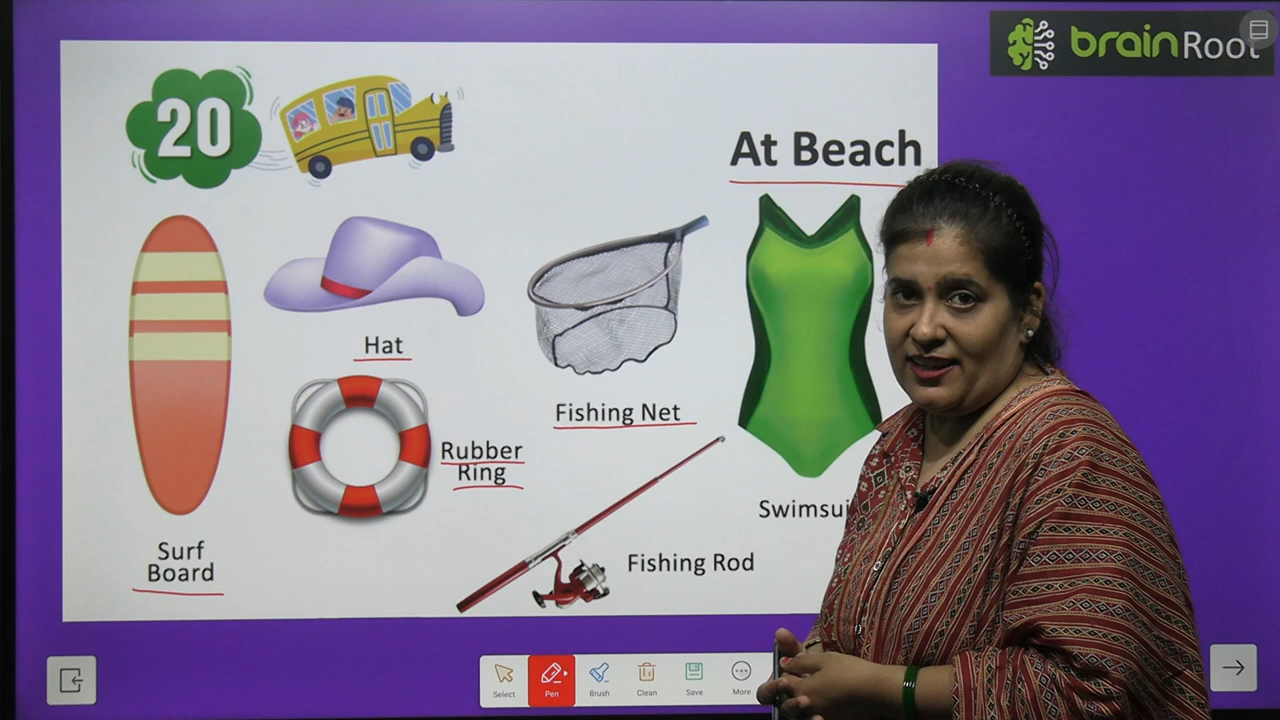 brainRoot
20
At Beach
Hat
Fishing Net
Rubber
Ring
Surf
Board
Fishing Rod
Select
Pen
Brush
Clean
Save
More